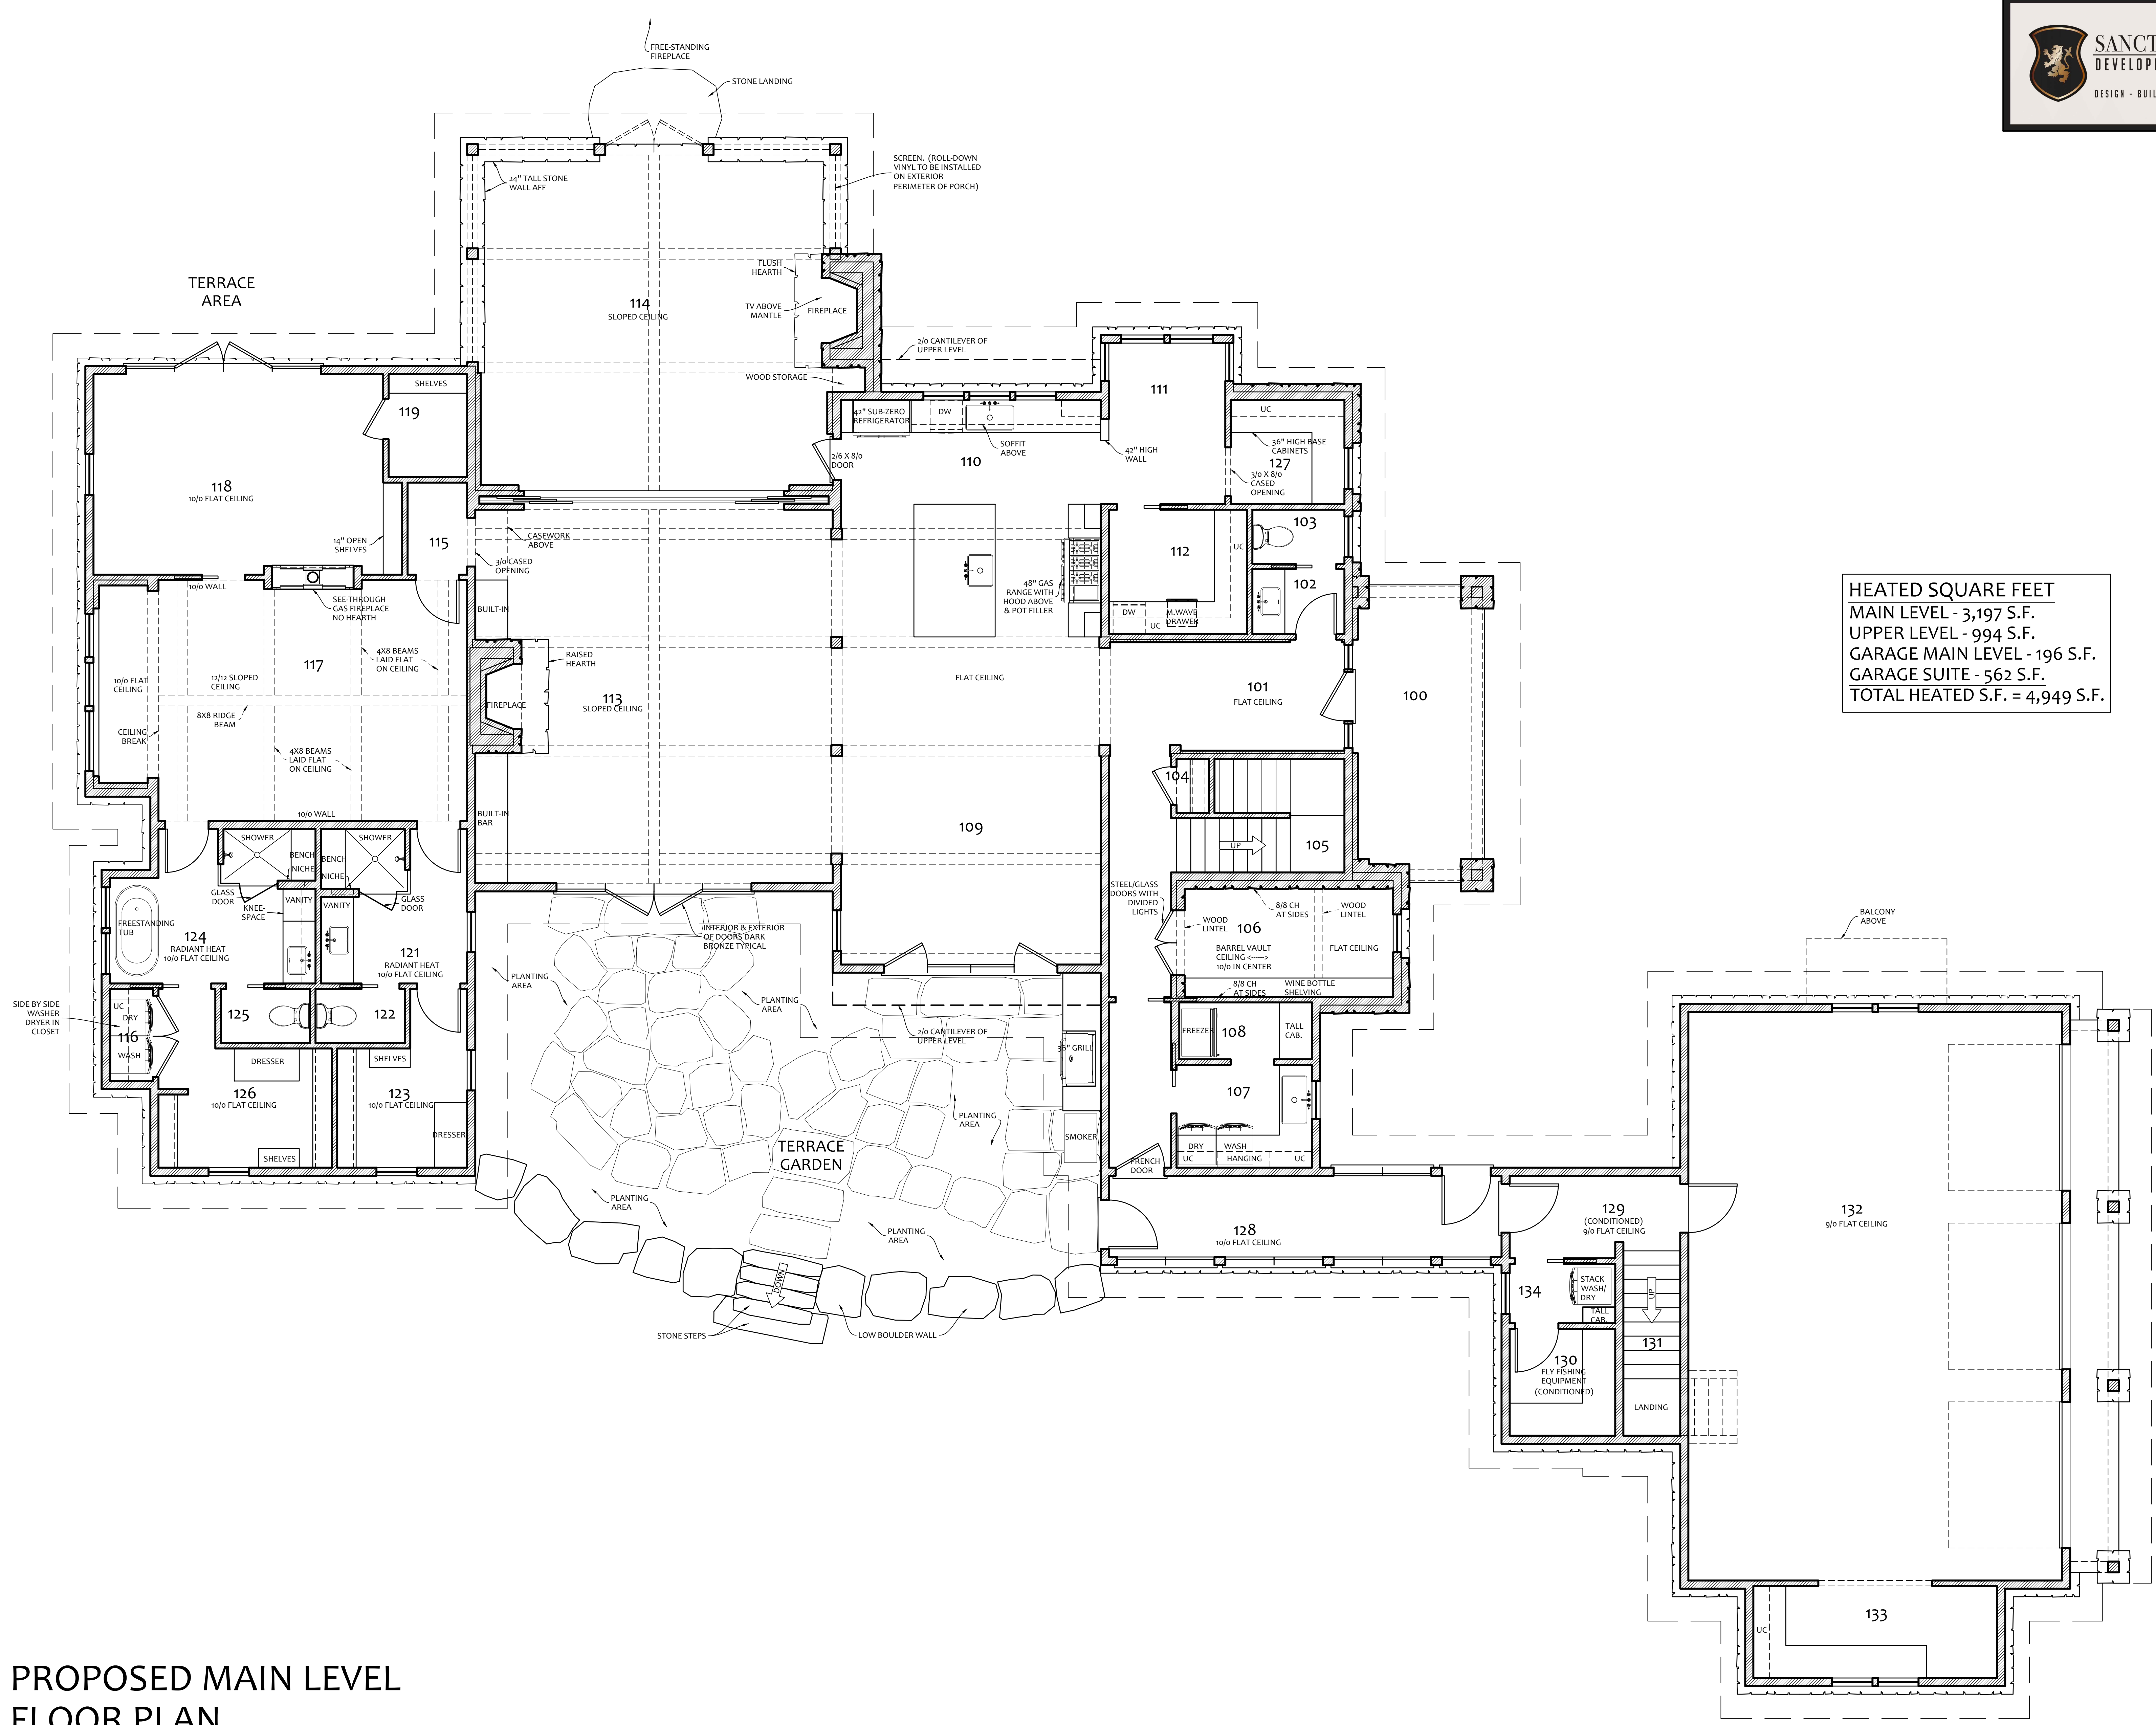 SANCT
DEVELOP
DESIGN - BUIL
FREE-STANDING
FIREPLACE
STONE LANDING
24" TALL STONE
WALL AFF
SCREEN. (ROLL-DOWN
VINYL TO BE INSTALLED
ON EXTERIOR
PERIMETER OF PORCH)
TERRACE
AREA
FLUSH
HEARTH
114
SLOPED CEILING
TV ABOVE
MANTLE
FIREPLACE
2/0 CANTILEVER OF
UPPER LEVEL
WOOD STORAGE
SHELVES
119
111
42" SUB-ZERO
REFRIGERATOR
DW
UC
SOFFIT
ABOVE
42" HIGH
WALL
36" HIGH BASE
CABINETS
127
3/0 X 8/0
CASED
OPENING
2/6 X 8/0
DOOR
110
118
10/0 FLAT CEILING
14" OPEN
SHELVES
115
CASEWORK
ABOVE
3/0 CASED
OPENING
103
112
UC
102
48" GAS
RANGE WITH
HOOD ABOVE
& POT FILLER
DW
M.WAVE
DRAWER
UC
10/0 WALL
SEE-THROUGH
GAS FIREPLACE
NO HEARTH
BUILT-IN
HEATED SQUARE FEET
MAIN LEVEL - 3,197 S.F.
UPPER LEVEL - 994 S.F.
GARAGE MAIN LEVEL - 196 S.F.
GARAGE SUITE - 562 S.F.
TOTAL HEATED S.F. = 4,949 S.F.
117
4X8 BEAMS
LAID FLAT
ON CEILING
RAISED
HEARTH
10/0 FLAT
CEILING
12/12 SLOPED
CEILING
FLAT CEILING
101
FLAT CEILING
100
113
SLOPED CEILING
FIREPLACE
8X8 RIDGE
BEAM
CEILING
BREAK
4X8 BEAMS
LAID FLAT
ON CEILING
104
10/0 WALL
BUILT-IN
BAR
109
UP
105
SHOWER
SHOWER
BENCH
BENCH
NICHE
NICHE
GLASS
DOOR
KNEE-
SPACE
VANITY
VANITY
GLASS
DOOR
STEEL/GLASS
DOORS WITH
DIVIDED
LIGHTS
8/8 CH
AT SIDES
WOOD
LINTEL
WOOD
LINTEL
106
BARREL VAULT
CEILING <---->
10/0 IN CENTER
FLAT CEILING
BALCONY
ABOVE
FREESTANDING
TUB
124
RADIANT HEAT
10/0 FLAT CEILING
121
RADIANT HEAT
10/0 FLAT CEILING
INTERIOR & EXTERIOR
OF DOORS DARK
BRONZE TYPICAL
PLANTING
AREA
PLANTING
AREA
8/8 CH
AT SIDES
WINE BOTTLE
SHELVING
SIDE BY SIDE
WASHER
DRYER IN
CLOSET
UC
DRY
116
WASH
125
122
2/0 CANTILEVER OF
UPPER LEVEL
36" GRILL
FREEZER
108
TALL
CAB.
DRESSER
SHELVES
126
10/0 FLAT CEILING
123
10/0 FLAT CEILING
107
PLANTING
AREA
DRESSER
SHELVES
TERRACE
GARDEN
SMOKER
FRENCH
DOOR
DRY
WASH
UC
HANGING
UC
PLANTING
AREA
PLANTING
AREA
128
10/0 FLAT CEILING
129
(CONDITIONED)
9/0 FLAT CEILING
132
9/0 FLAT CEILING
DOWN
STONE STEPS
LOW BOULDER WALL
134
STACK
WASH/
DRY
TALL
CAB.
UP
131
130
FLY FISHING
EQUIPMENT
(CONDITIONED)
LANDING
133
UC
PROPOSED MAIN LEVEL
FLOOR PLAN